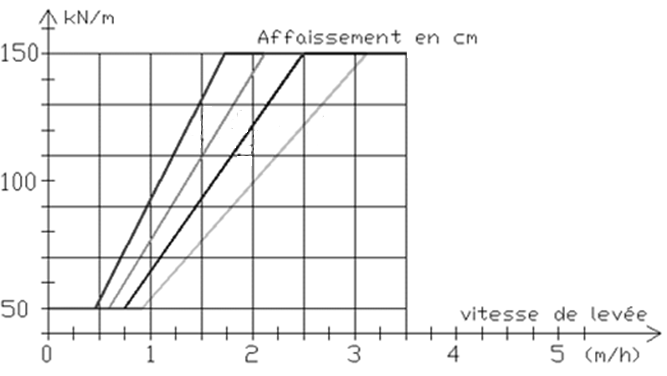 kN/m
Affaissement en cm
150
100
50
vitesse de levée
0 1 2 3 4 5 (m/h)